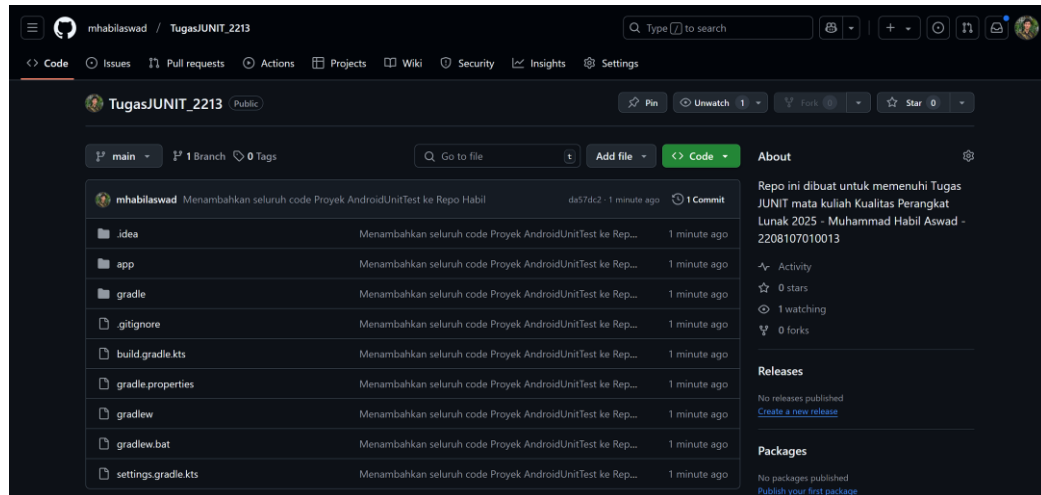 mhabilaswad / TugasJUNIT_2213
Type / to search
Code Issues Pull requests Actions Projects Wiki Security Insights Settings
TugasJUNIT_2213 Public
Pin Unwatch 1 Fork 0 Star 0
main 1 Branch 0 Tags
Go to file t Add file Code
mhabilaswad Menambahkan seluruh code Proyek AndroidUnitTest ke Repo Habil da57dc2 · 1 minute ago 1 Commit
.idea Menambahkan seluruh code Proyek AndroidUnitTest ke Rep... 1 minute ago
app Menambahkan seluruh code Proyek AndroidUnitTest ke Rep... 1 minute ago
gradle Menambahkan seluruh code Proyek AndroidUnitTest ke Rep... 1 minute ago
.gitignore Menambahkan seluruh code Proyek AndroidUnitTest ke Rep... 1 minute ago
build.gradle.kts Menambahkan seluruh code Proyek AndroidUnitTest ke Rep... 1 minute ago
gradle.properties Menambahkan seluruh code Proyek AndroidUnitTest ke Rep... 1 minute ago
gradlew Menambahkan seluruh code Proyek AndroidUnitTest ke Rep... 1 minute ago
gradlew.bat Menambahkan seluruh code Proyek AndroidUnitTest ke Rep... 1 minute ago
settings.gradle.kts Menambahkan seluruh code Proyek AndroidUnitTest ke Rep... 1 minute ago
About
Repo ini dibuat untuk memenuhi Tugas
JUNIT mata kuliah Kualitas Perangkat
Lunak 2025 - Muhammad Habil Aswad -
2208107010013
Activity
0 stars
1 watching
0 forks
Releases
No releases published
Create a new release
Packages
No packages published
Publish your first package